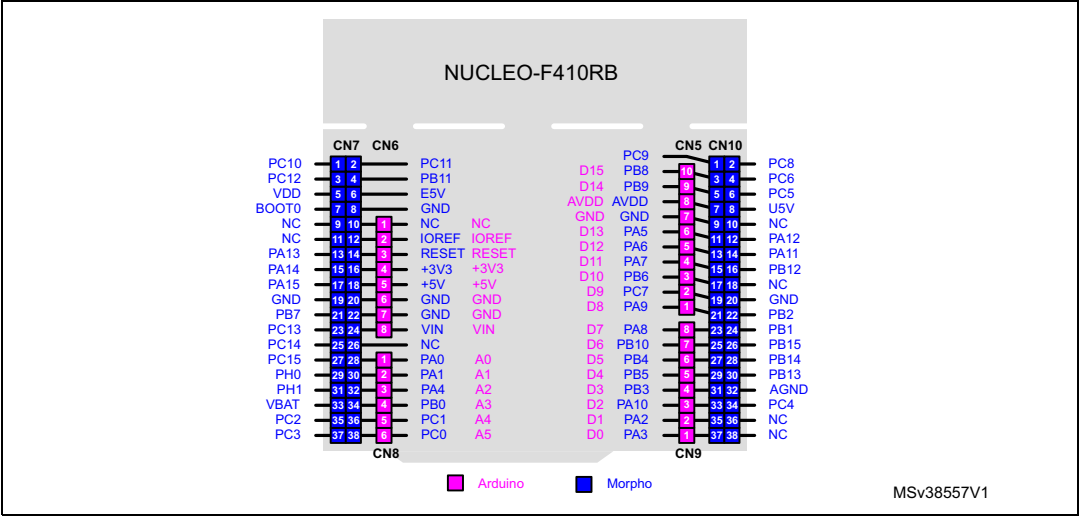 NUCLEO-F410RB
CN7 CN6 CN5 CN10
PC9
PC10 1 2 PC11 D15 PB8 10 1 2 PC8
PC12 3 4 PB11 D14 PB9 9 3 4 PC6
VDD 5 6 E5V AVDD AVDD 8 5 6 PC5
BOOT0 7 8 GND GND GND 7 7 8 U5V
NC 9 10 1 NC NC D13 PA5 6 9 10 NC
NC 11 12 2 IOREF IOREF D12 PA6 5 11 12 PA12
PA13 13 14 3 RESET RESET D11 PA7 4 13 14 PA11
PA14 15 16 4 +3V3 +3V3 D10 PB6 3 15 16 PB12
PA15 17 18 5 +5V +5V D9 PC7 2 17 18 NC
GND 19 20 6 GND GND D8 PA9 1 19 20 GND
PB7 21 22 7 GND GND 21 22 PB2
PC13 23 24 8 VIN VIN D7 PA8 8 23 24 PB1
PC14 25 26 NC D6 PB10 7 25 26 PB15
PC15 27 28 1 PA0 A0 D5 PB4 6 27 28 PB14
PH0 29 30 2 PA1 A1 D4 PB5 5 29 30 PB13
PH1 31 32 3 PA4 A2 D3 PB3 4 31 32 AGND
VBAT 33 34 4 PB0 A3 D2 PA10 3 33 34 PC4
PC2 35 36 5 PC1 A4 D1 PA2 2 35 36 NC
PC3 37 38 6 PC0 A5 D0 PA3 1 37 38 NC
CN8 CN9
Arduino Morpho
MSv38557V1